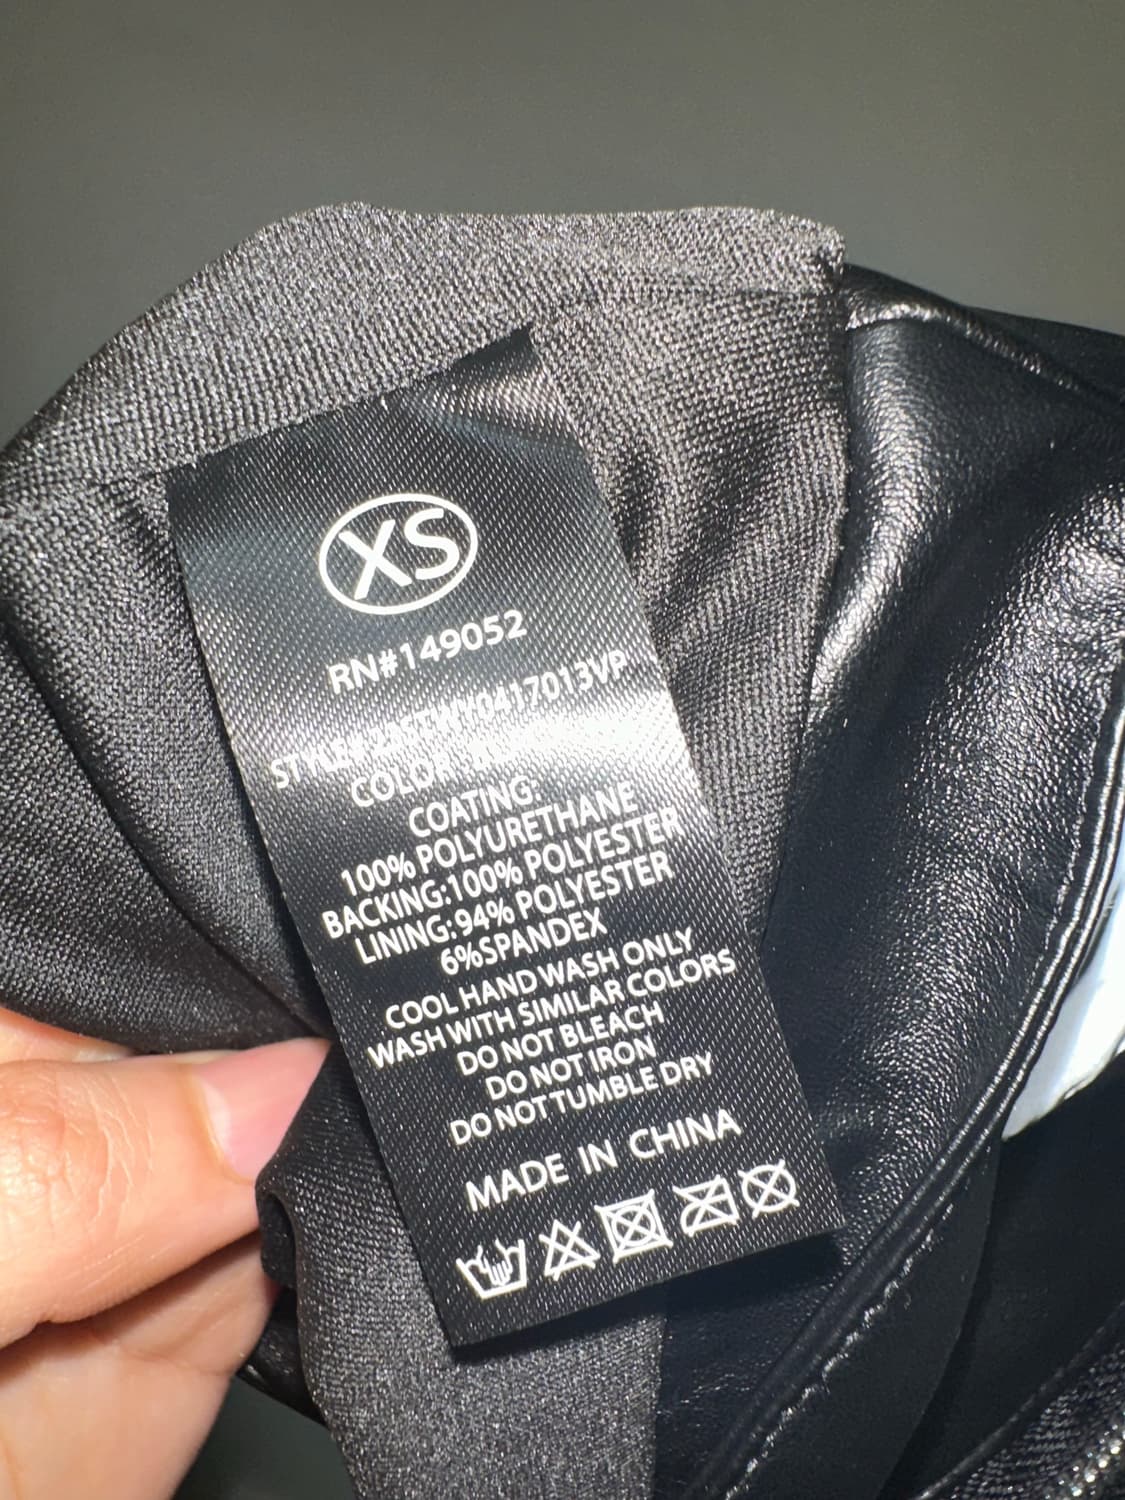 XS
RN#149052
COATING:
100% POLYURETHANE
BACKING:100% POLYESTER
LINING:94% POLYESTER
6%SPANDEX
COOL HAND WASH ONLY
WASH WITH SIMILAR COLORS
DO NOT BLEACH
DO NOT IRON
DO NOT TUMBLE DRY
MADE IN CHINA